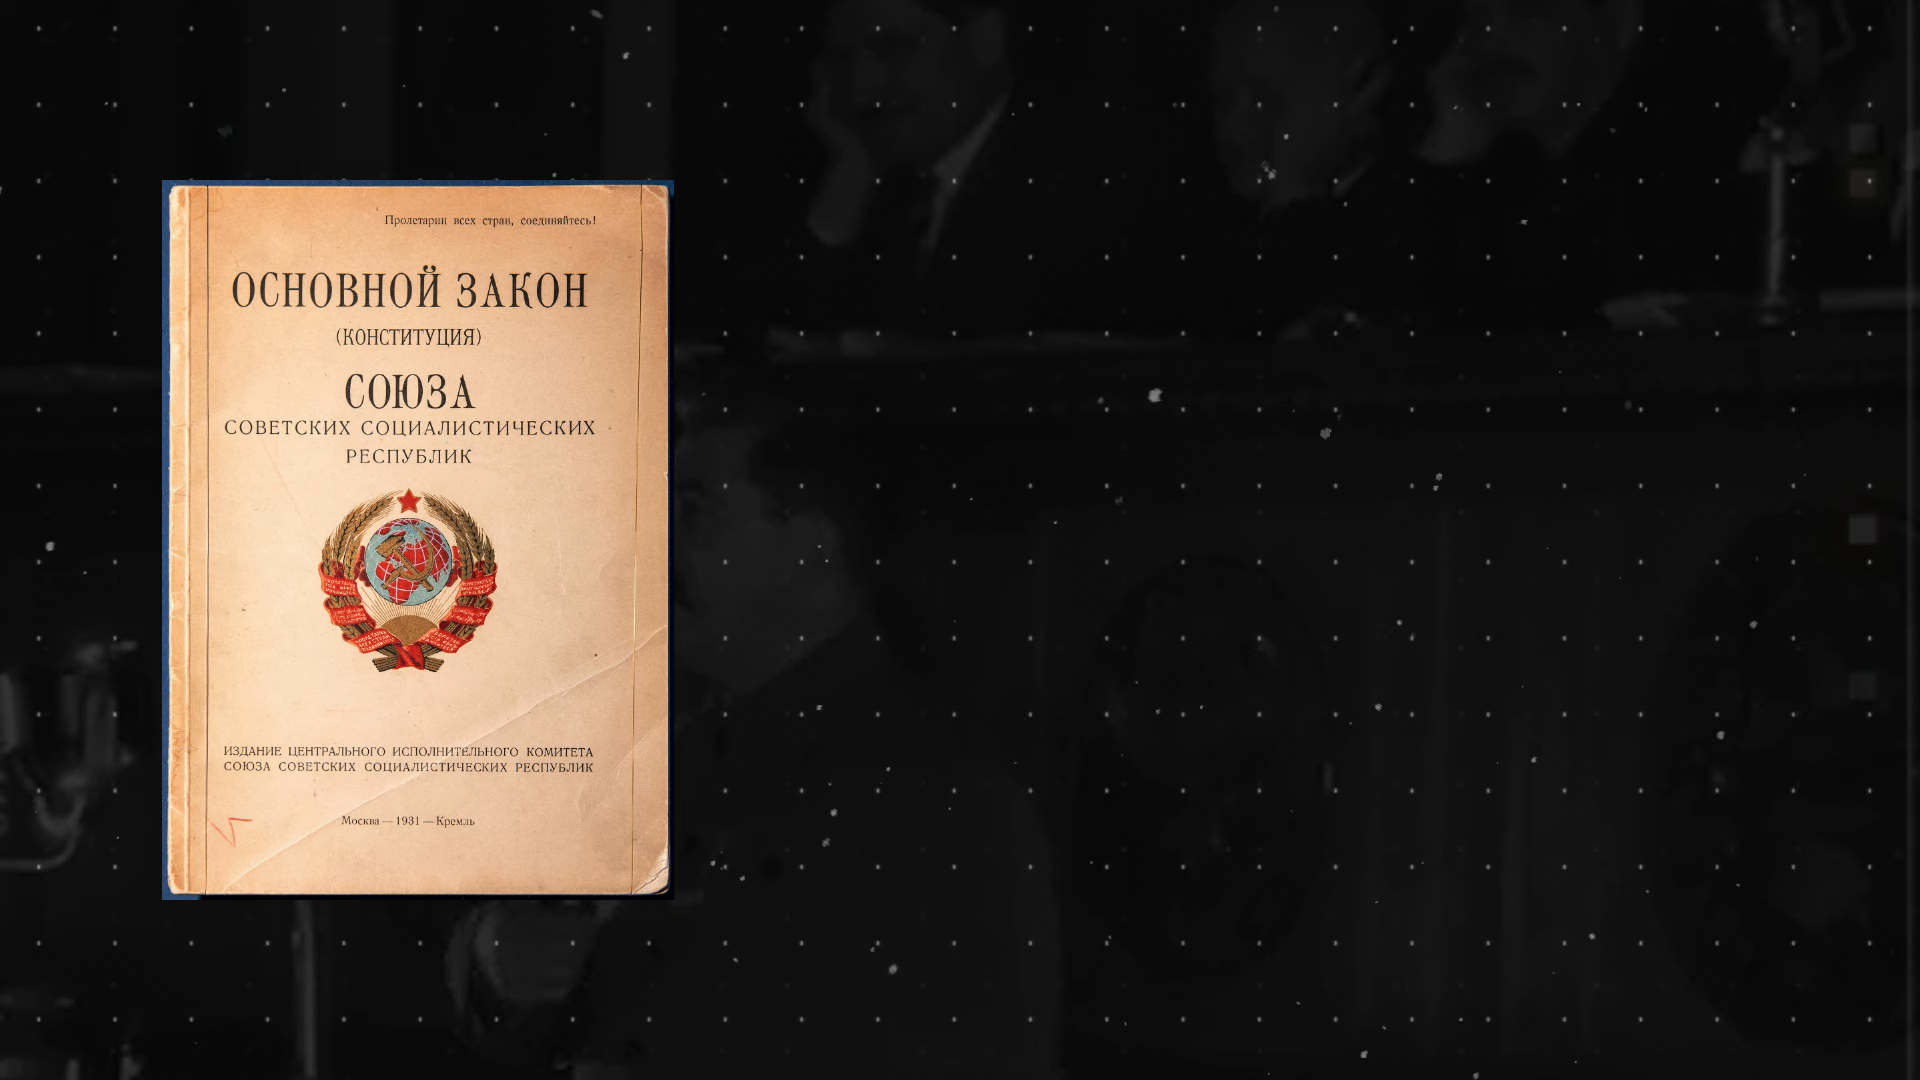 Пролетарии всех стран, соединяйтесь!
ОСНОВНОЙ ЗАКОН
(КОНСТИТУЦИЯ)
СОЮЗА
СОВЕТСКИХ СОЦИАЛИСТИЧЕСКИХ
РЕСПУБЛИК
ИЗДАНИЕ ЦЕНТРАЛЬНОГО ИСПОЛНИТЕЛЬНОГО КОМИТЕТА
СОЮЗА СОВЕТСКИХ СОЦИАЛИСТИЧЕСКИХ РЕСПУБЛИК
Москва — 1931 — Кремль